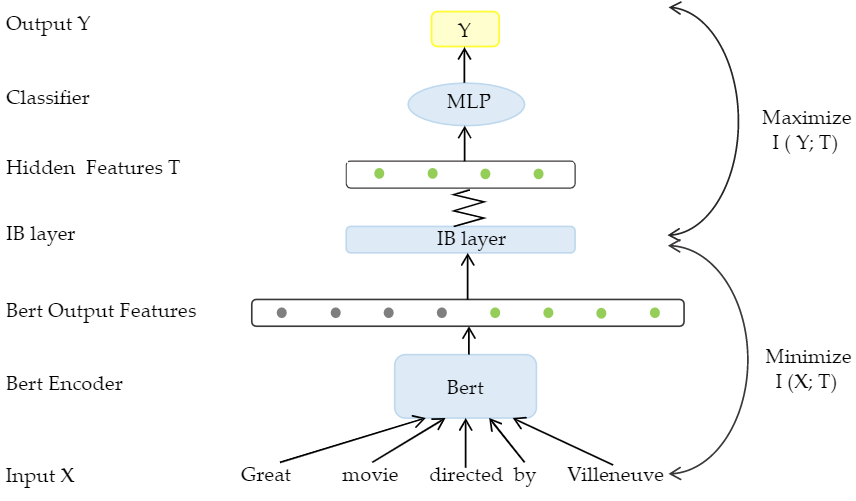 Output Y
Y
Classifier
MLP
Maximize
I ( Y; T)
Hidden Features T
IB layer
IB layer
Bert Output Features
Minimize
I (X; T)
Bert Encoder
Bert
Input X
Great movie directed by Villeneuve